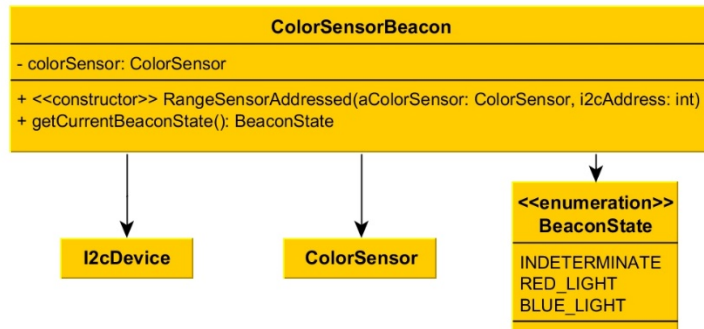 ColorSensorBeacon
- colorSensor: ColorSensor
+ <<constructor>> RangeSensorAddressed(aColorSensor: ColorSensor, i2cAddress: int)
+ getCurrentBeaconState(): BeaconState
I2cDevice
ColorSensor
<<enumeration>>
BeaconState
INDETERMINATE
RED_LIGHT
BLUE_LIGHT